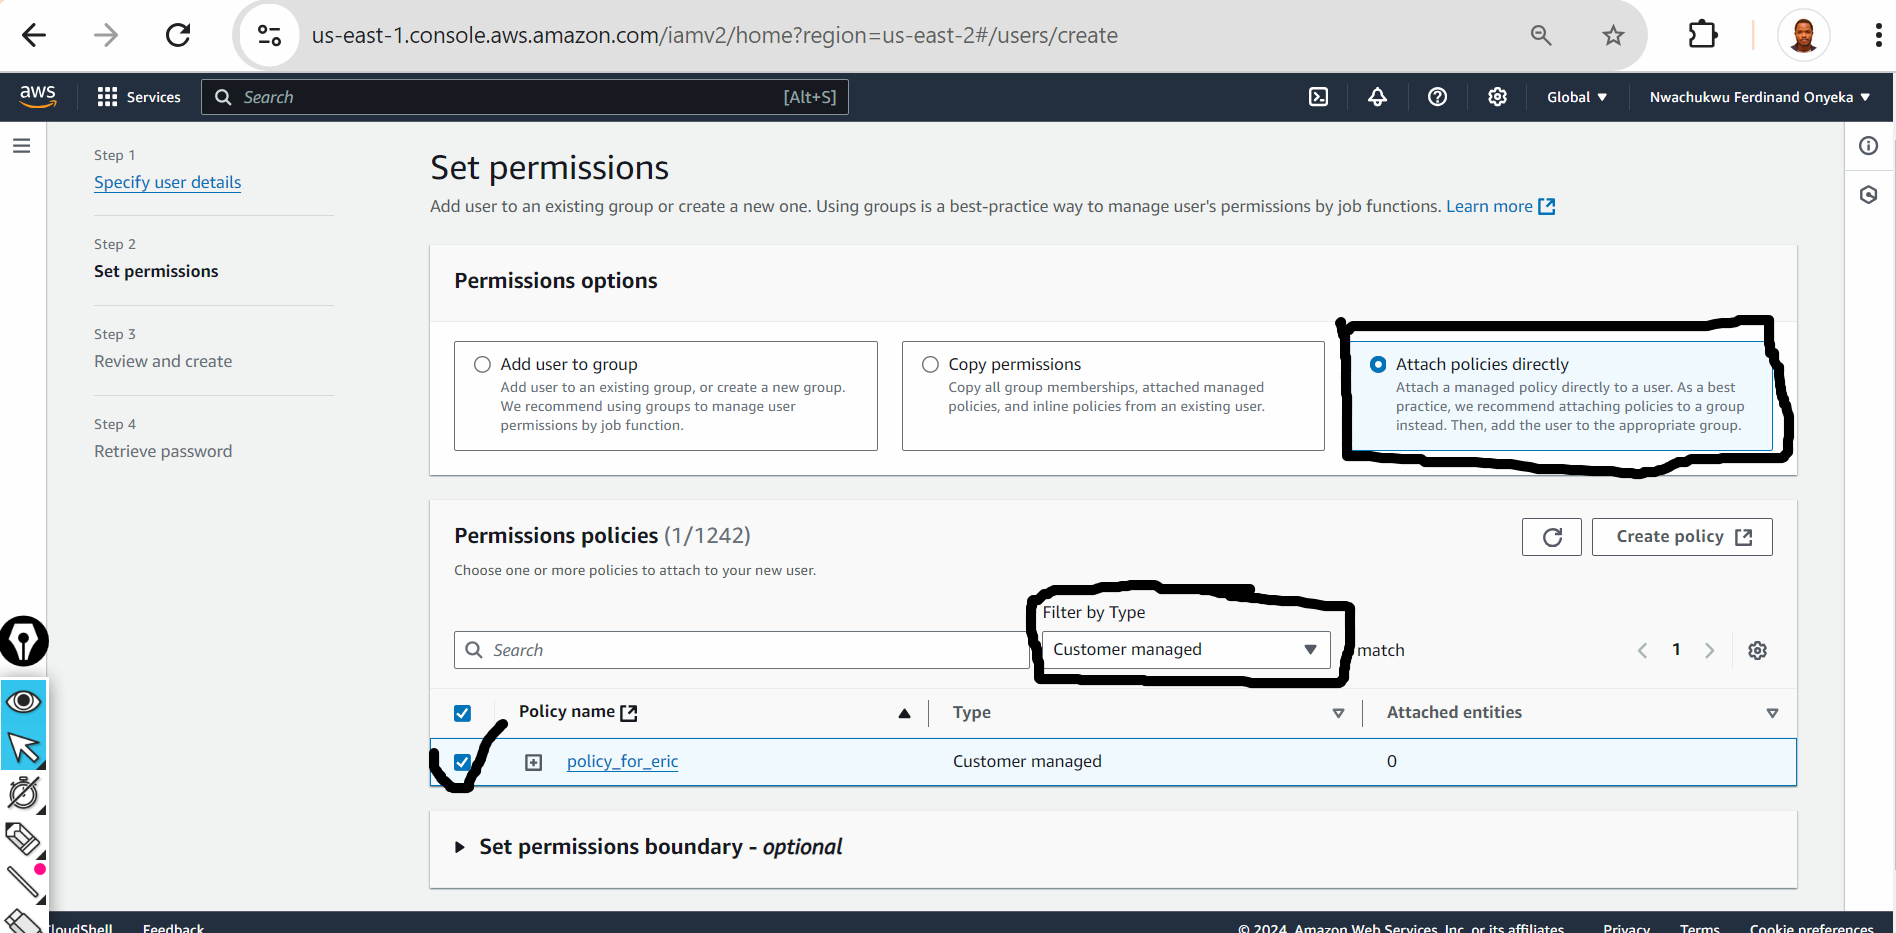 us-east-1.console.aws.amazon.com/iamv2/home?region=us-east-2#/users/create
aws
Services
Search
[Alt+S]
Global
Nwachukwu Ferdinand Onyeka
Step 1
Specify user details
Step 2
Set permissions
Step 3
Review and create
Step 4
Retrieve password
Set permissions
Add user to an existing group or create a new one. Using groups is a best-practice way to manage user's permissions by job functions. Learn more
Permissions options
Add user to group
Add user to an existing group, or create a new group.
We recommend using groups to manage user
permissions by job function.
Copy permissions
Copy all group memberships, attached managed
policies, and inline policies from an existing user.
Attach policies directly
Attach a managed policy directly to a user. As a best
practice, we recommend attaching policies to a group
instead. Then, add the user to the appropriate group.
Permissions policies (1/1242)
Choose one or more policies to attach to your new user.
Create policy
Filter by Type
Search
Customer managed
match
1
Policy name
Type
Attached entities
policy_for_eric
Customer managed
0
Set permissions boundary - optional
CloudShell
Feedback
© 2024, Amazon Web Services, Inc. or its affiliates.
Privacy
Terms
Cookie preferences